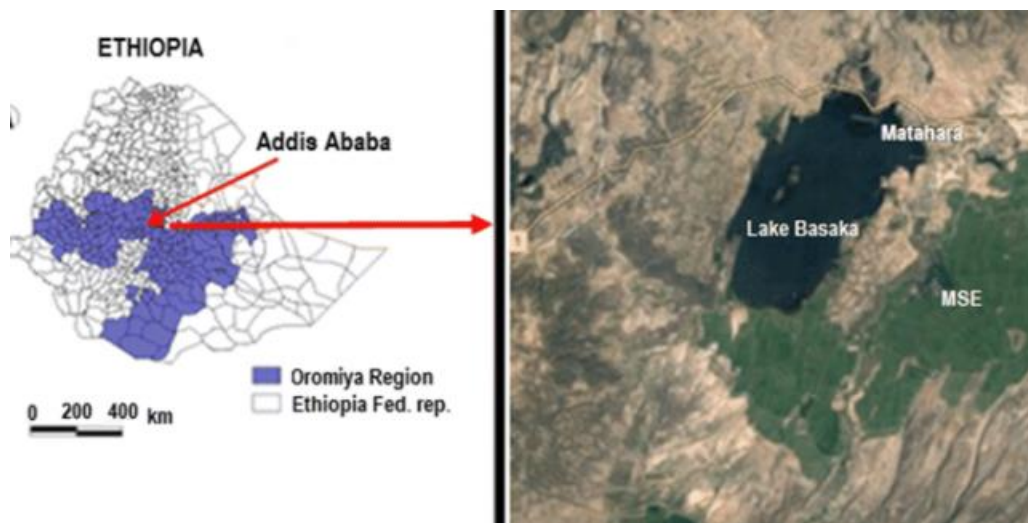 ETHIOPIA
Addis Ababa
Oromiya Region
Ethiopia Fed. rep.
0 200 400 km
Matahara
Lake Basaka
MSE